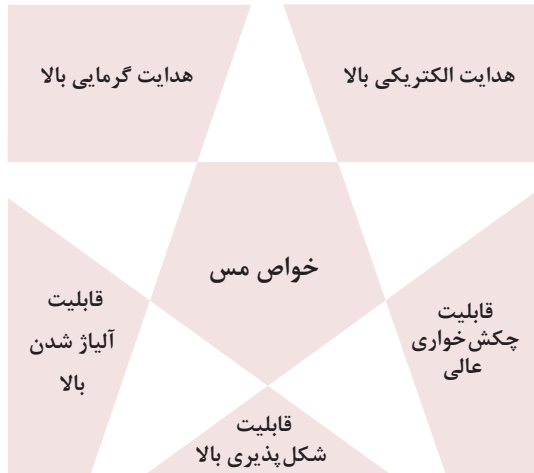 هدایت الکتریکی بالا
هدایت گرمایی بالا
خواص مس
قابلیت
چکش‌خواری
عالی
قابلیت
آلیاژ شدن
بالا
قابلیت
شکل‌پذیری بالا